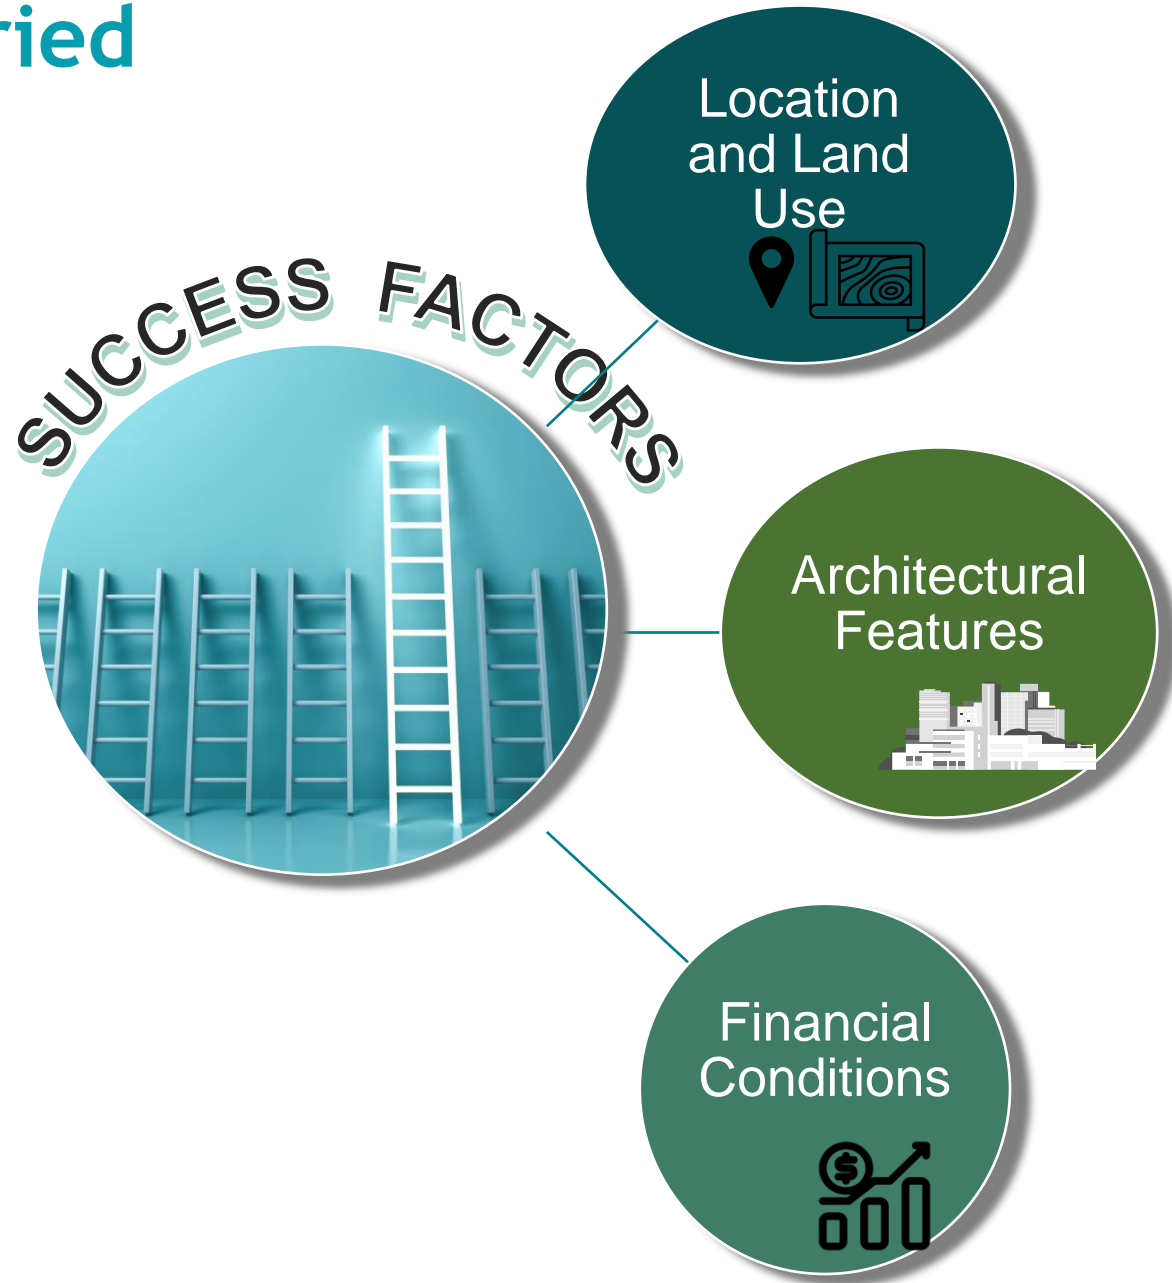 ried
SUCCESS FACTORS
Location
and Land
Use
Architectural
Features
Financial
Conditions
$